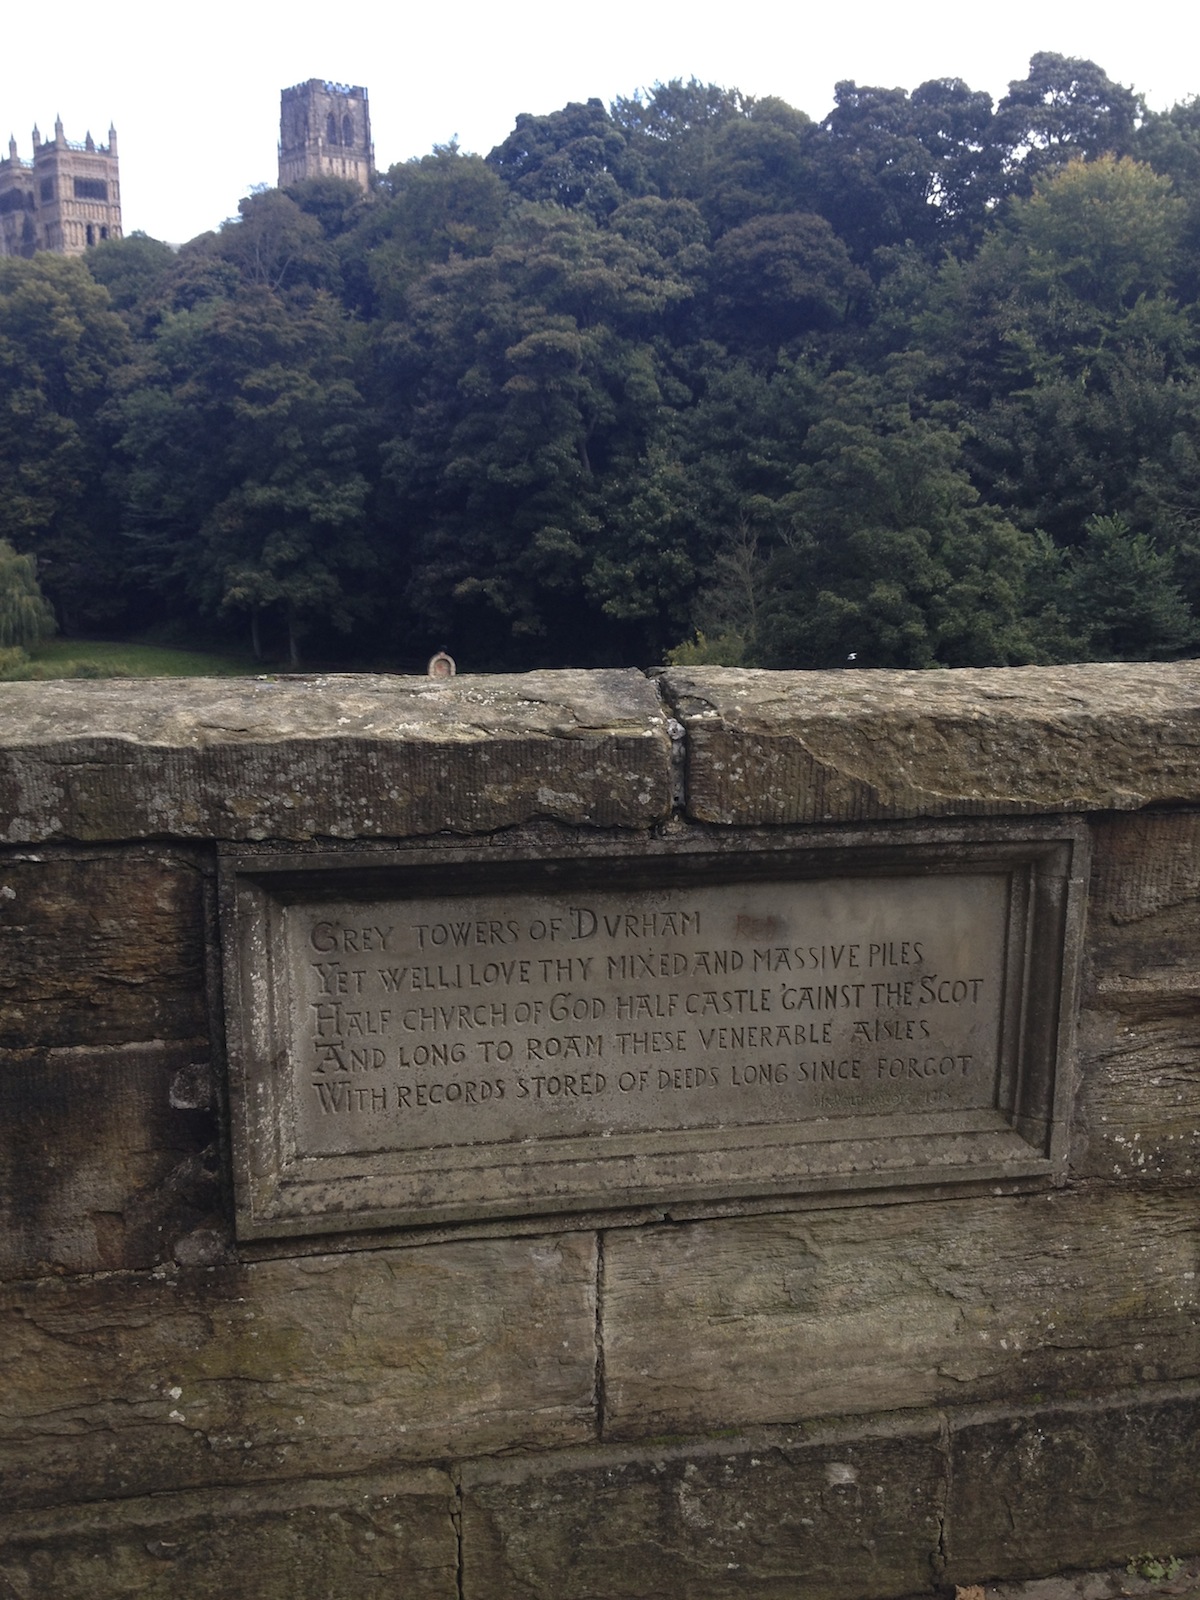 GREY TOWERS OF DVRHAM
YET WELL I LOVE THY MIXED AND MASSIVE PILES
HALF CHVRCH OF GOD HALF CASTLE 'GAINST THE SCOT
AND LONG TO ROAM THESE VENERABLE AISLES
WITH RECORDS STORED OF DEEDS LONG SINCE FORGOT